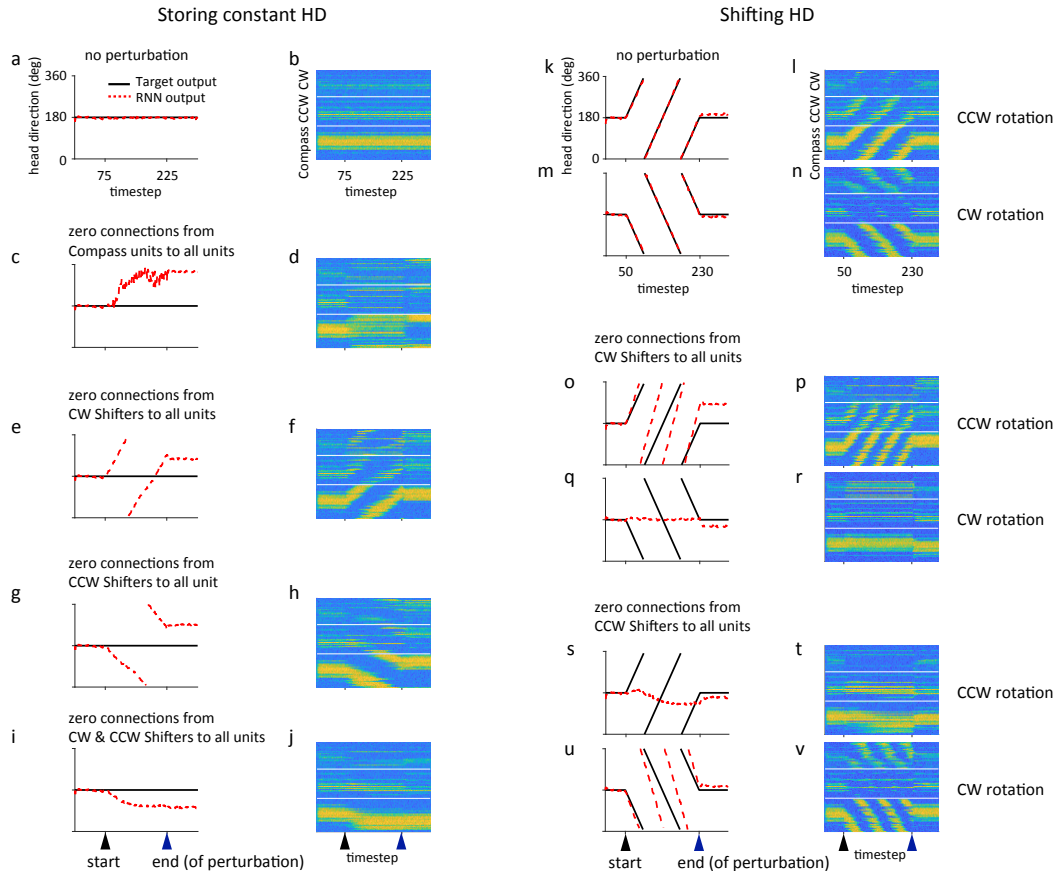 Storing constant HD
Shifting HD
a
no perturbation
b
head direction (deg)
360
180
0
Target output
RNN output
75
225
timestep
Compass CCW CW
75
225
timestep
zero connections from
Compass units to all units
c
d
zero connections from
CW Shifters to all units
e
f
zero connections from
CCW Shifters to all unit
g
h
zero connections from
CW & CCW Shifters to all units
i
j
start
end (of perturbation)
timestep
k
no perturbation
l
head direction (deg)
360
180
0
Compass CCW CW
CCW rotation
m
n
CW rotation
50
230
timestep
50
230
timestep
zero connections from
CW Shifters to all units
o
p
CCW rotation
q
r
CW rotation
zero connections from
CCW Shifters to all units
s
t
CCW rotation
u
v
CW rotation
start
end (of perturbation)
timestep